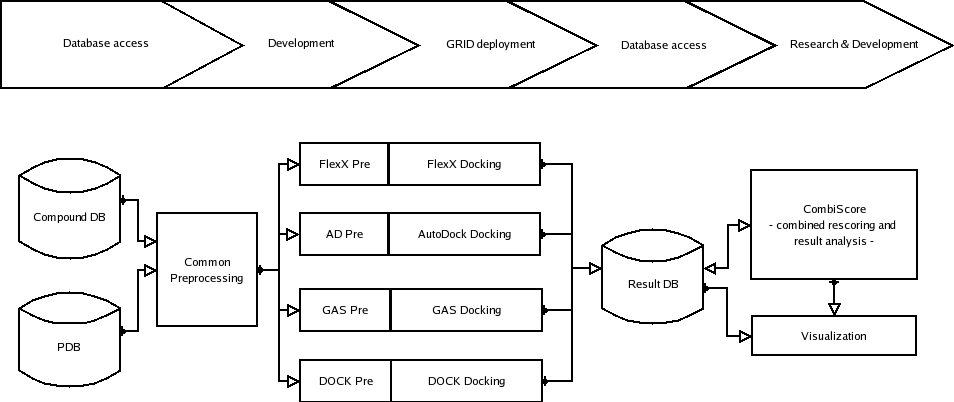 Database access
Development
GRID deployment
Database access
Research & Development
Compound DB
PDB
Common
Preprocessing
FlexX Pre
FlexX Docking
AD Pre
AutoDock Docking
GAS Pre
GAS Docking
DOCK Pre
DOCK Docking
Result DB
CombiScore
- combined rescoring and
result analysis -
Visualization